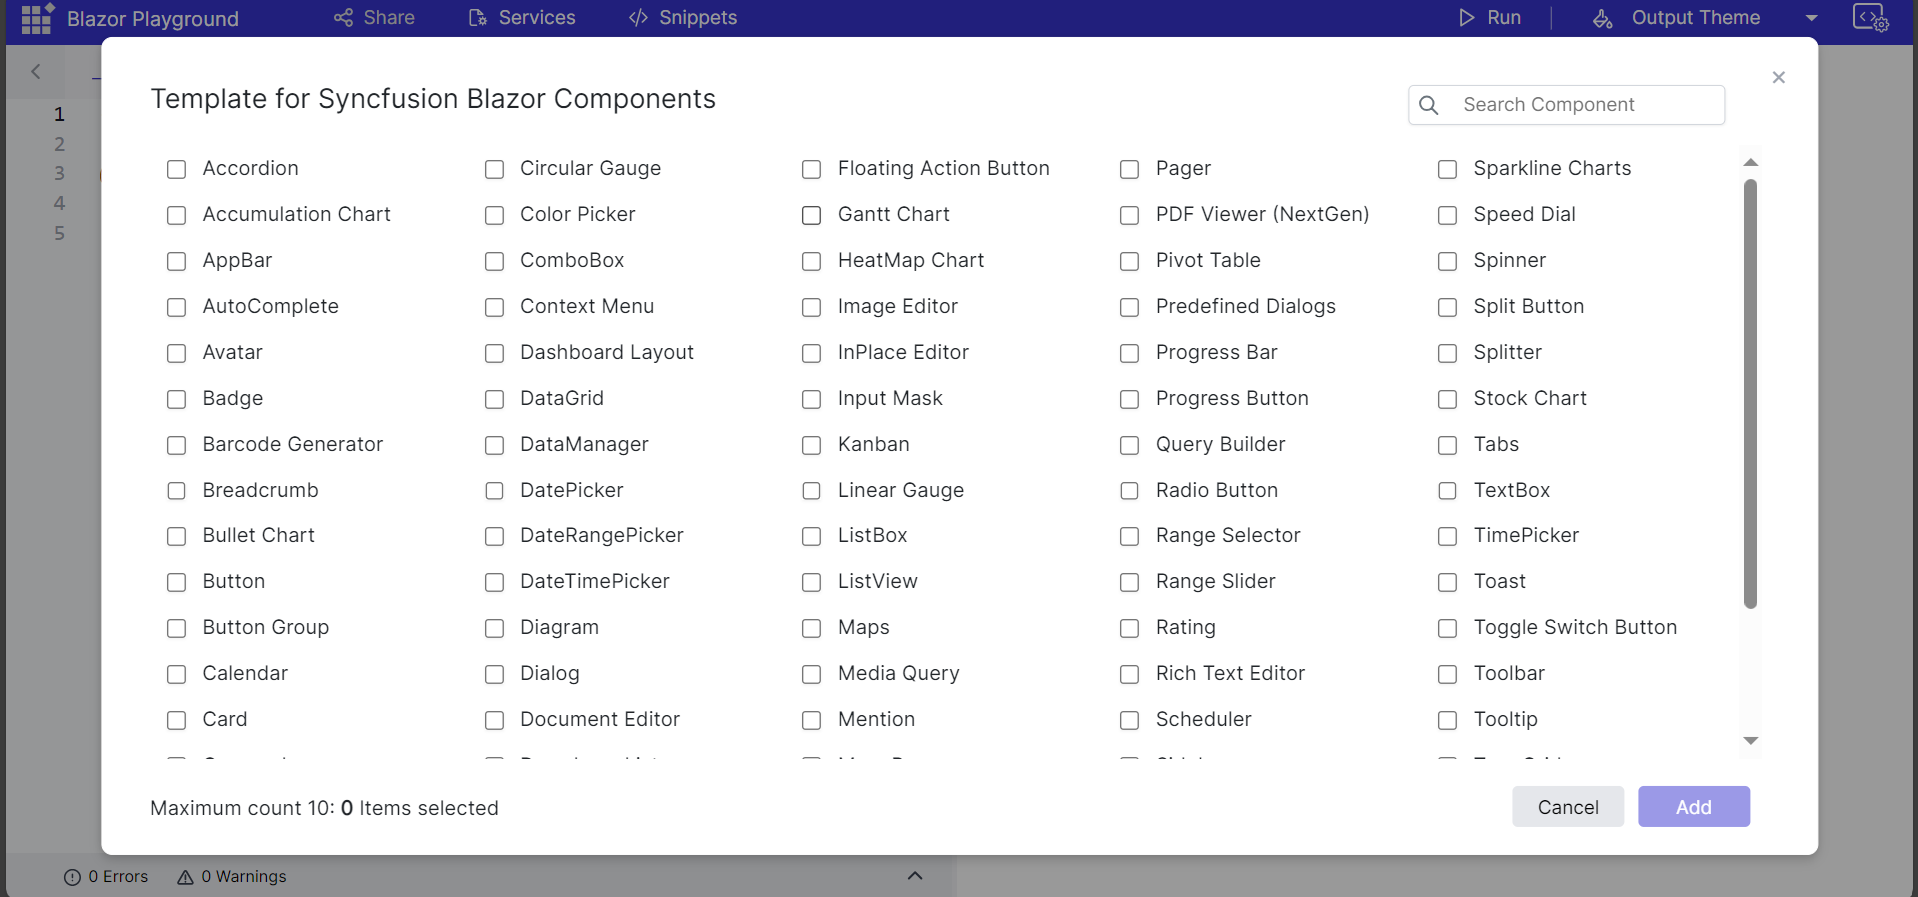 Blazor Playground
Share
Services
Snippets
Run
Output Theme
Template for Syncfusion Blazor Components
Search Component
1
2
3
4
5
Accordion
Accumulation Chart
AppBar
AutoComplete
Avatar
Badge
Barcode Generator
Breadcrumb
Bullet Chart
Button
Button Group
Calendar
Card
Circular Gauge
Color Picker
ComboBox
Context Menu
Dashboard Layout
DataGrid
DataManager
DatePicker
DateRangePicker
DateTimePicker
Diagram
Dialog
Document Editor
Floating Action Button
Gantt Chart
HeatMap Chart
Image Editor
InPlace Editor
Input Mask
Kanban
Linear Gauge
ListBox
ListView
Maps
Media Query
Mention
Pager
PDF Viewer (NextGen)
Pivot Table
Predefined Dialogs
Progress Bar
Progress Button
Query Builder
Radio Button
Range Selector
Range Slider
Rating
Rich Text Editor
Scheduler
Sparkline Charts
Speed Dial
Spinner
Split Button
Splitter
Stock Chart
Tabs
TextBox
TimePicker
Toast
Toggle Switch Button
Toolbar
Tooltip
Maximum count 10: 0 Items selected
Cancel
Add
0 Errors
0 Warnings